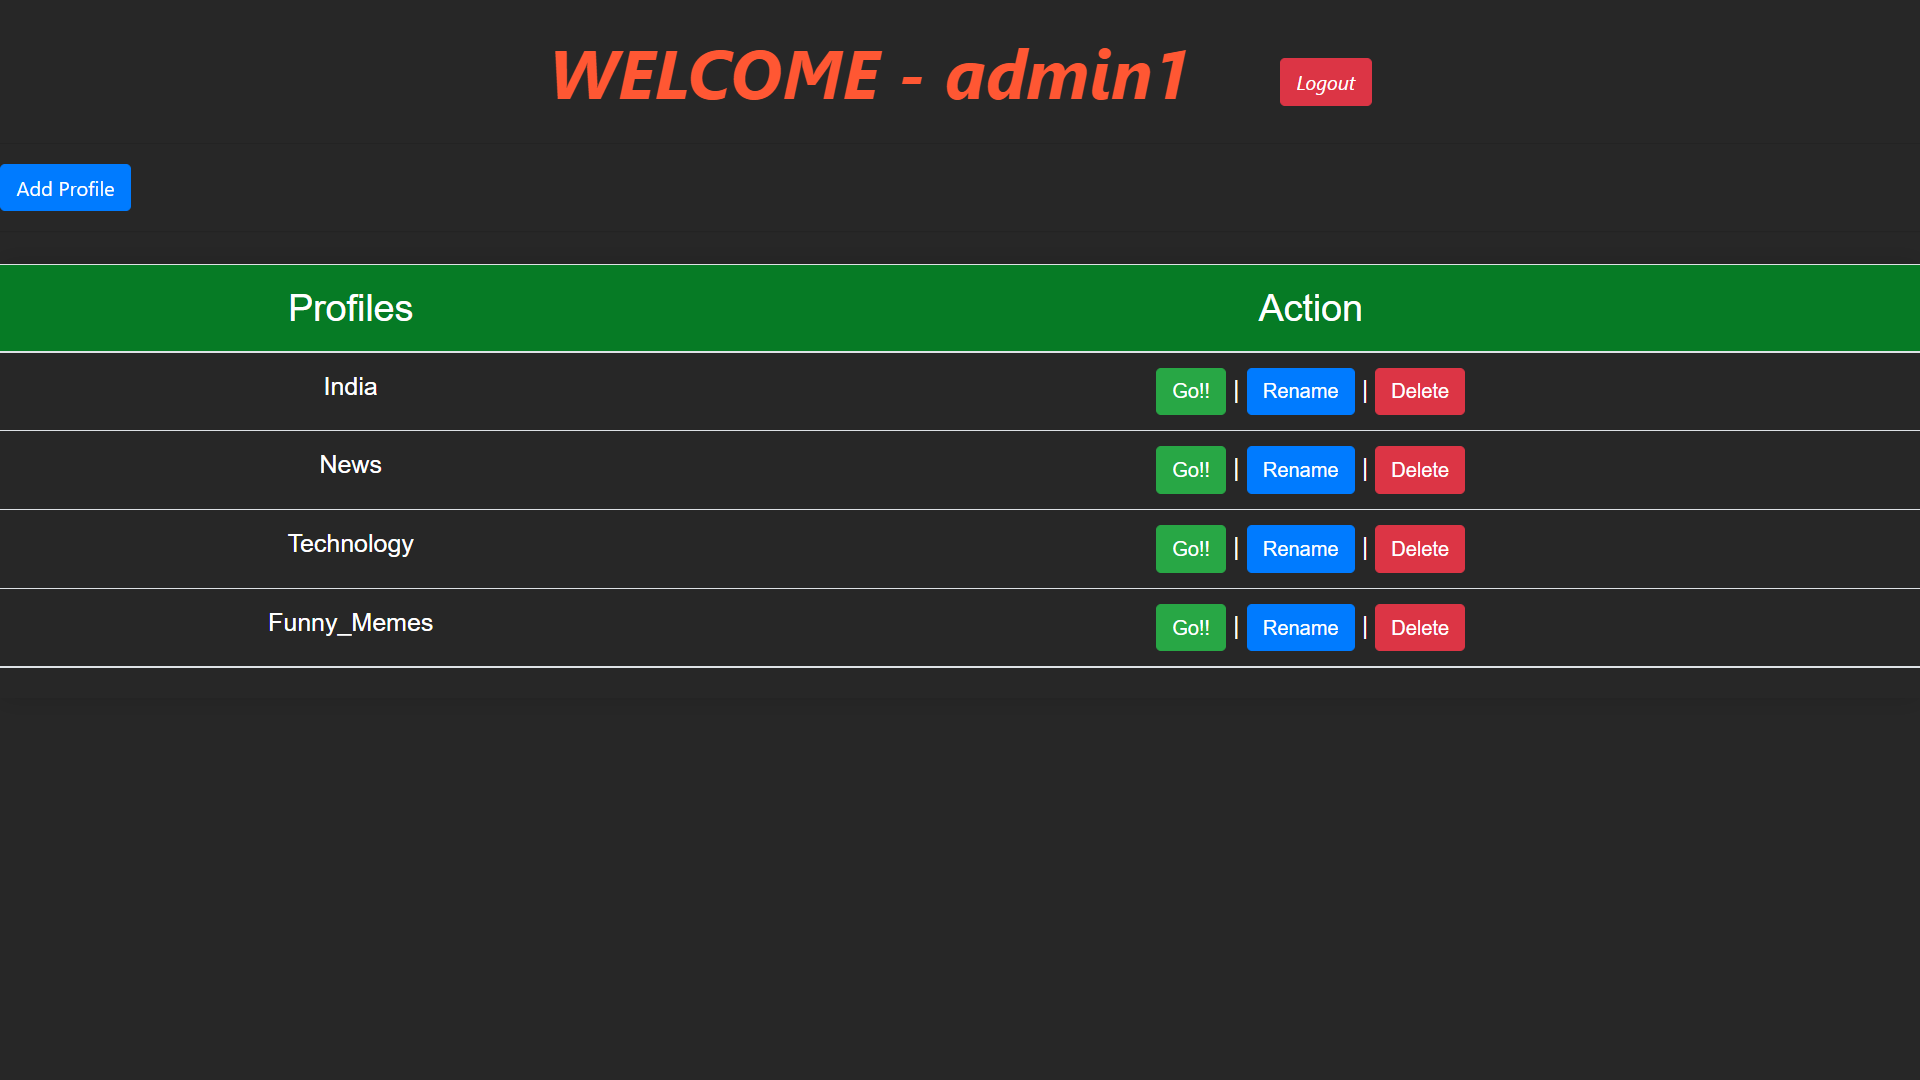 WELCOME - admin1 Logout
Add Profile
Profiles Action
India Go!! | Rename | Delete
News Go!! | Rename | Delete
Technology Go!! | Rename | Delete
Funny_Memes Go!! | Rename | Delete